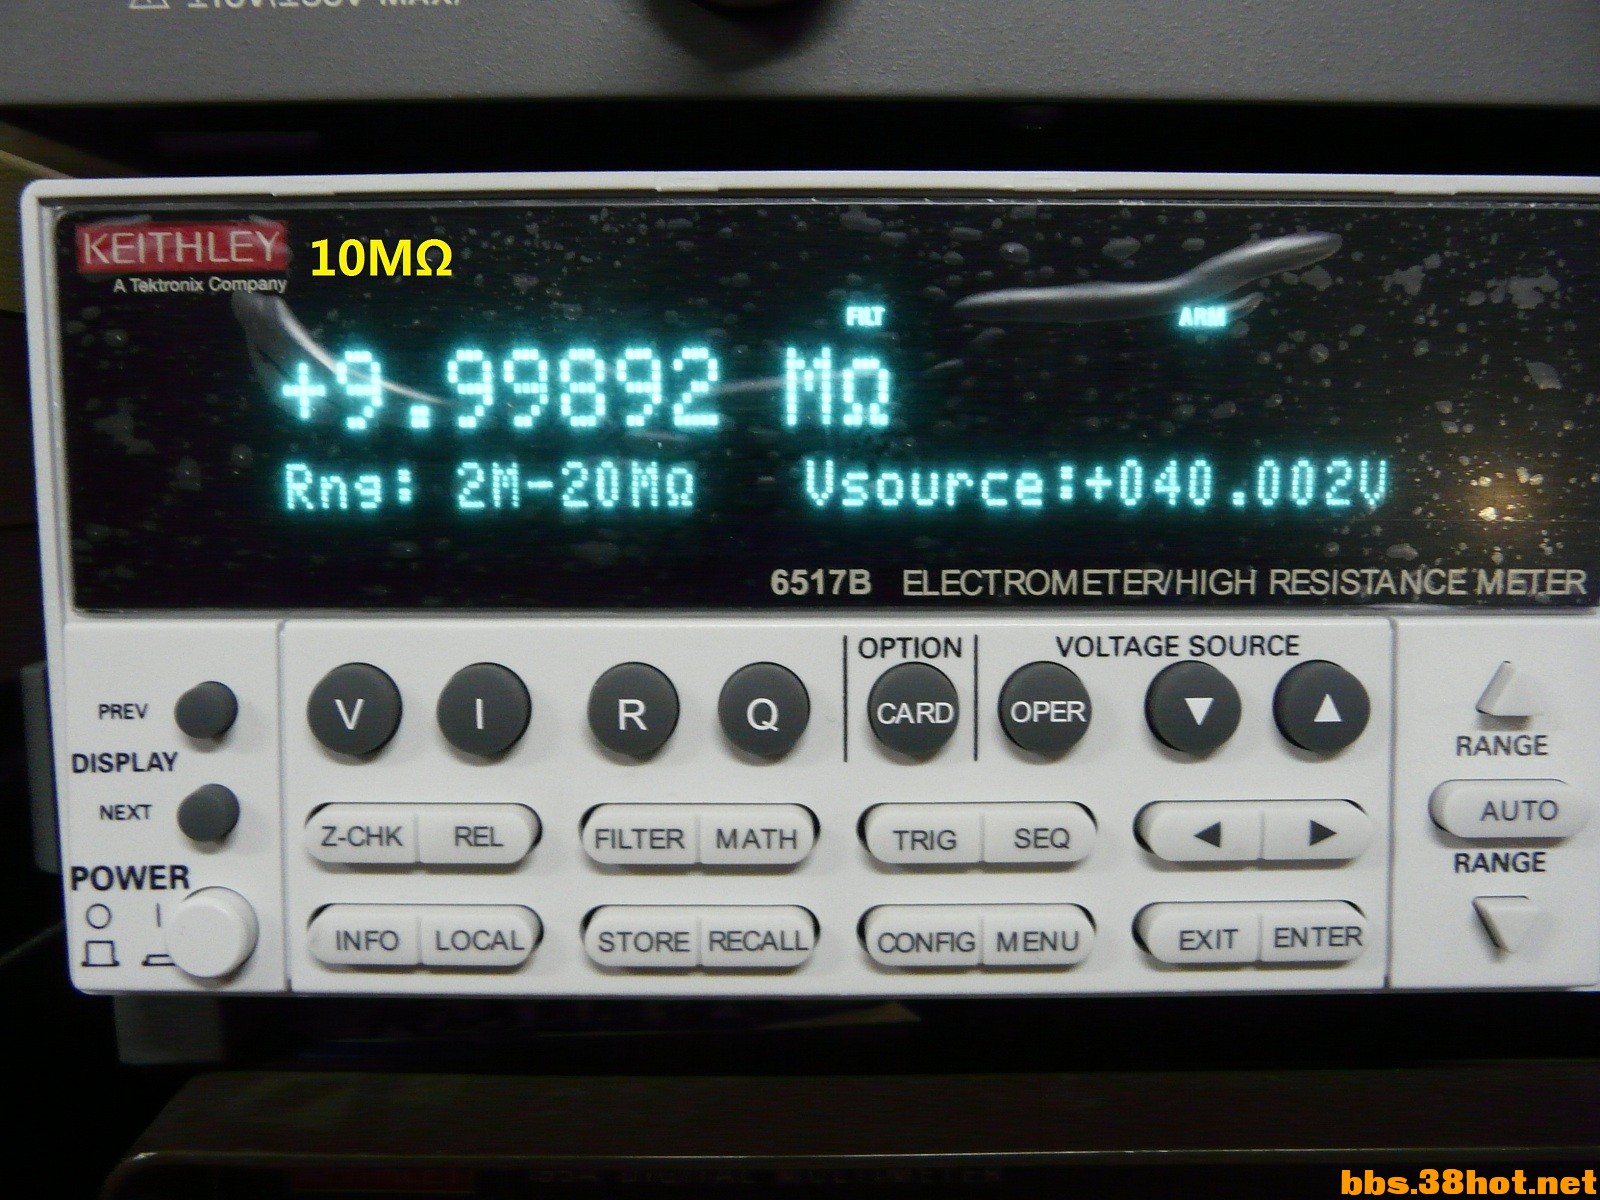 KEITHLEY
A Tektronix Company
10MΩ
FILT ARM
+9.99892 MΩ
Rng: 2M-20MΩ Vsource:+040.002V
6517B ELECTROMETER/HIGH RESISTANCE METER
OPTION VOLTAGE SOURCE
PREV V I R Q CARD OPER ▼ ▲
RANGE
DISPLAY
NEXT Z-CHK REL FILTER MATH TRIG SEQ ◀ ▶ AUTO
RANGE
POWER
O I
INFO LOCAL STORE RECALL CONFIG MENU EXIT ENTER
DIGITAL MULTIMETER
bbs.38hot.net